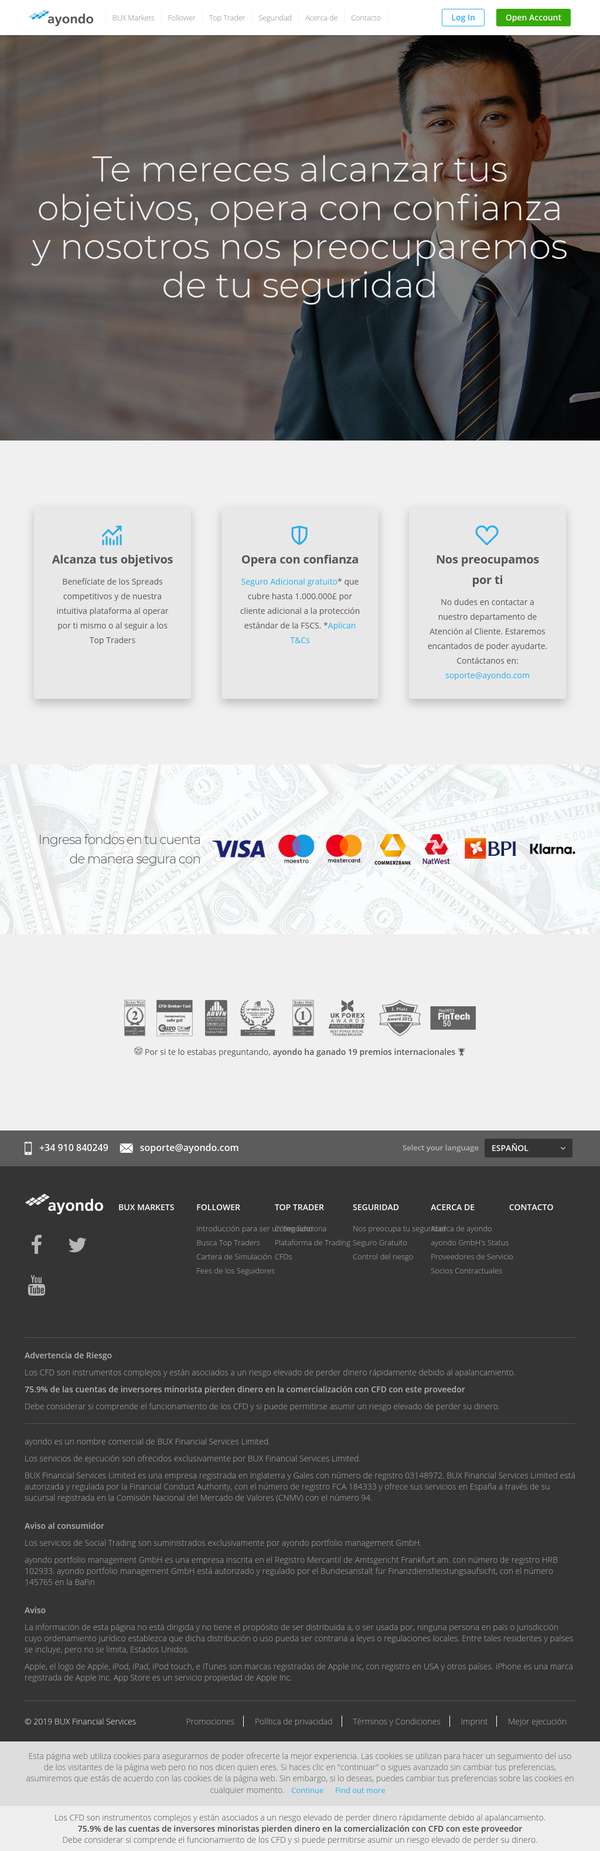 ayondo
BUX Markets
Follower
Top Trader
Seguridad
Acerca de
Contacto
Log In
Open Account
Te mereces alcanzar tus
objetivos, opera con confianza
y nosotros nos preocuparemos
de tu seguridad
Alcanza tus objetivos
Benefíciate de los Spreads
competitivos y de nuestra
intuitiva plataforma al operar
por ti mismo o al seguir a los
Top Traders
Opera con confianza
Seguro Adicional gratuito* que
cubre hasta 1.000.000£ por
cliente adicional a la protección
estándar de la FSCS. *Aplican
T&Cs
Nos preocupamos
por ti
No dudes en contactar a
nuestro departamento de
Atención al Cliente. Estaremos
encantados de poder ayudarte.
Contáctanos en:
soporte@ayondo.com
Ingresa fondos en tu cuenta
de manera segura con
VISA
maestro
mastercard
COMMERZBANK
NatWest
BPI
Klarna.
2
1
UK FOREX
AWARDS
1. Platz
FinTech
50
Por si te lo estabas preguntando, ayondo ha ganado 19 premios internacionales
+34 910 840249
soporte@ayondo.com
Select your language
ESPAÑOL
ayondo
BUX MARKETS
FOLLOWER
Introducción para ser un Seguidor
Busca Top Traders
Cartera de Simulación
Fees de los Seguidores
TOP TRADER
Cómo funciona
Plataforma de Trading
CFDs
SEGURIDAD
Nos preocupa tu seguridad
Seguro Gratuito
Control del riesgo
ACERCA DE
Acerca de ayondo
ayondo GmbH's Status
Proveedores de Servicio
Socios Contractuales
CONTACTO
You
Tube
Advertencia de Riesgo
Los CFD son instrumentos complejos y están asociados a un riesgo elevado de perder dinero rápidamente debido al apalancamiento.
75.9% de las cuentas de inversores minorista pierden dinero en la comercialización con CFD con este proveedor
Debe considerar si comprende el funcionamiento de los CFD y si puede permitirse asumir un riesgo elevado de perder su dinero.
ayondo es un nombre comercial de BUX Financial Services Limited.
Los servicios de ejecución son ofrecidos exclusivamente por BUX Financial Services Limited.
BUX Financial Services Limited es una empresa registrada en Inglaterra y Gales con número de registro 03148972. BUX Financial Services Limited está
autorizada y regulada por la Financial Conduct Authority, con el número de registro FCA 184333 y ofrece sus servicios en España a través de su
sucursal registrada en la Comisión Nacional del Mercado de Valores (CNMV) con el número 94.
Aviso al consumidor
Los servicios de Social Trading son suministrados exclusivamente por ayondo portfolio management GmbH.
ayondo portfolio management GmbH es una empresa inscrita en el Registro Mercantil de Amtsgericht Frankfurt am. con número de registro HRB
102933. ayondo portfolio management GmbH está autorizado y regulado por el Bundesanstalt für Finanzdienstleistungsaufsicht, con el número
145765 en la BaFin
Aviso
La información de esta página no está dirigida y no tiene el propósito de ser distribuida a, o ser usada por, ninguna persona en país o jurisdicción
cuyo ordenamiento jurídico establezca que dicha distribución o uso pueda ser contraria a leyes o regulaciones locales. Entre tales residentes y países
se incluye, pero no se limita, Estados Unidos.
Apple, el logo de Apple, iPod, iPad, iPod touch, e iTunes son marcas registradas de Apple Inc, con registro en USA y otros países. iPhone es una marca
registrada de Apple Inc. App Store es un servicio propiedad de Apple Inc.
© 2019 BUX Financial Services
Promociones
Política de privacidad
Términos y Condiciones
Imprint
Mejor ejecución
Esta página web utiliza cookies para asegurarnos de poder ofrecerte la mejor experiencia. Las cookies se utilizan para hacer un seguimiento del uso
de los visitantes de la página web pero no nos dicen quien eres. Si haces clic en "continuar" o sigues avanzado sin cambiar tus preferencias,
asumiremos que estás de acuerdo con las cookies de la página web. Sin embargo, si lo deseas, puedes cambiar tus preferencias sobre las cookies en
cualquier momento. Continue Find out more
Los CFD son instrumentos complejos y están asociados a un riesgo elevado de perder dinero rápidamente debido al apalancamiento.
75.9% de las cuentas de inversores minoristas pierden dinero en la comercialización con CFD con este proveedor
Debe considerar si comprende el funcionamiento de los CFD y si puede permitirse asumir un riesgo elevado de perder su dinero.